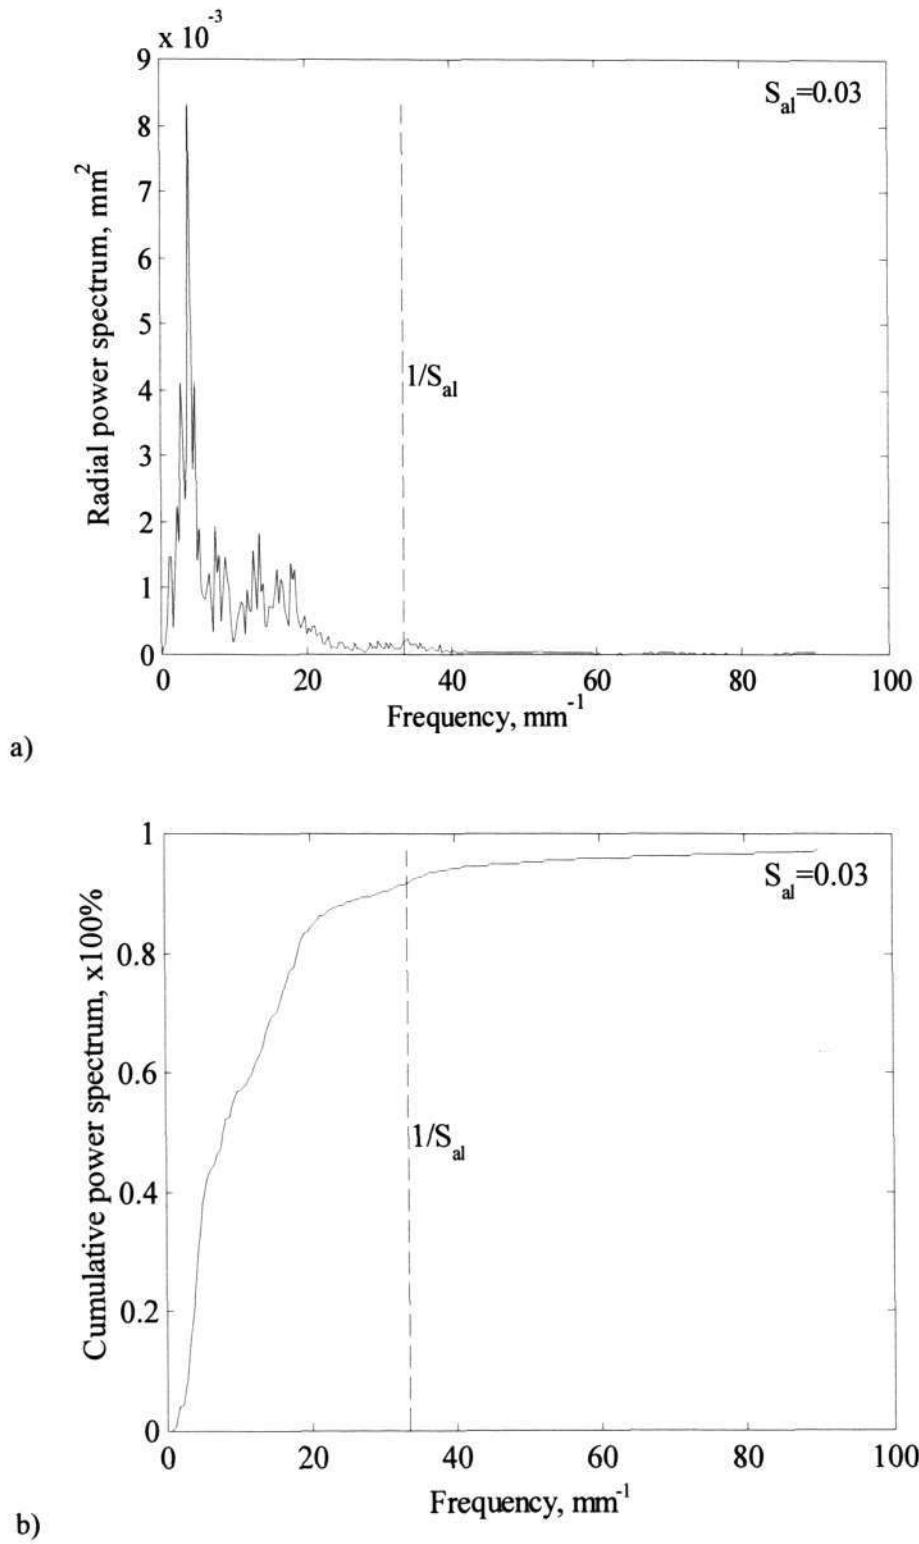 x 10⁻³
9
S_al=0.03
8
7
6
5
4
3
2
1
0
Radial power spectrum, mm²
1/S_al
0 20 40 60 80 100
Frequency, mm⁻¹
a)
1
S_al=0.03
0.8
0.6
0.4
0.2
0
Cumulative power spectrum, x100%
1/S_al
0 20 40 60 80 100
Frequency, mm⁻¹
b)